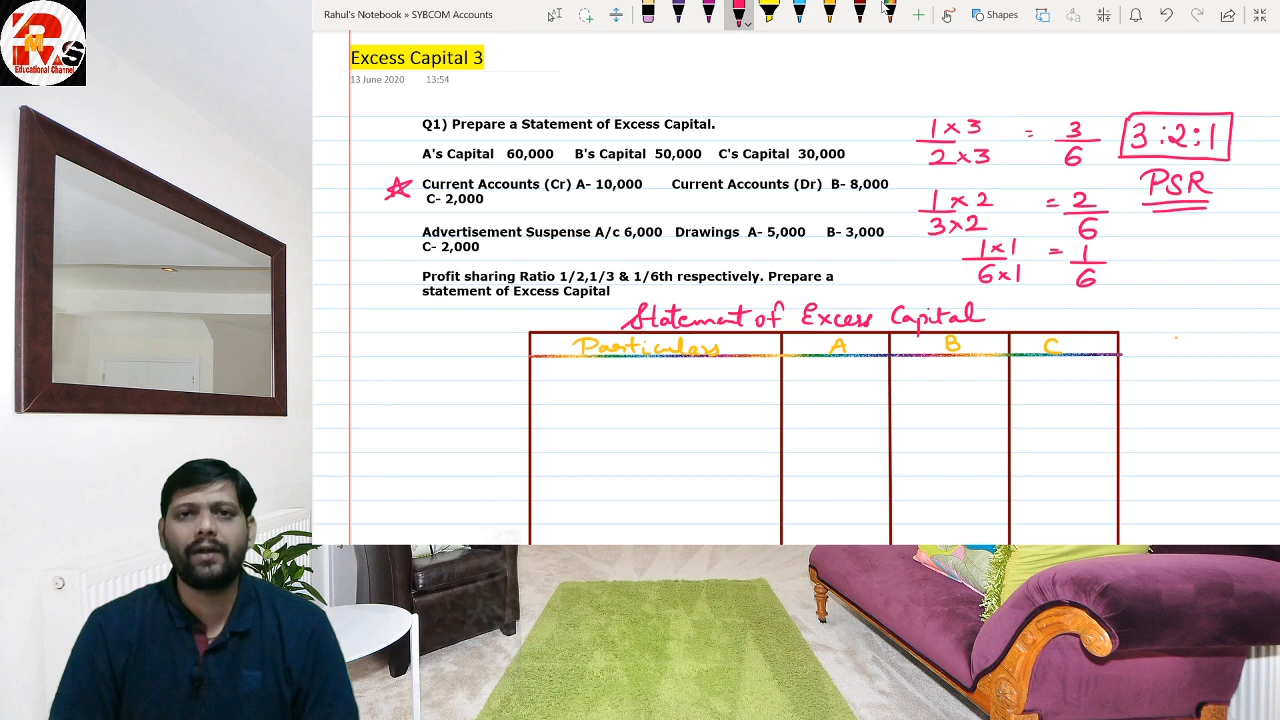 RMS
Educational Channel
Rahul's Notebook » SYBCOM Accounts
Shapes
Excess Capital 3
13 June 2020 13:54
Q1) Prepare a Statement of Excess Capital.
A's Capital 60,000 B's Capital 50,000 C's Capital 30,000
Current Accounts (Cr) A- 10,000 Current Accounts (Dr) B- 8,000
C- 2,000
Advertisement Suspense A/c 6,000 Drawings A- 5,000 B- 3,000
C- 2,000
Profit sharing Ratio 1/2,1/3 & 1/6th respectively. Prepare a
statement of Excess Capital
1 x 3 / 2 x 3 = 3 / 6
3:2:1
PSR
1 x 2 / 3 x 2 = 2 / 6
1 x 1 / 6 x 1 = 1 / 6
Statement of Excess Capital
Particulars A B C